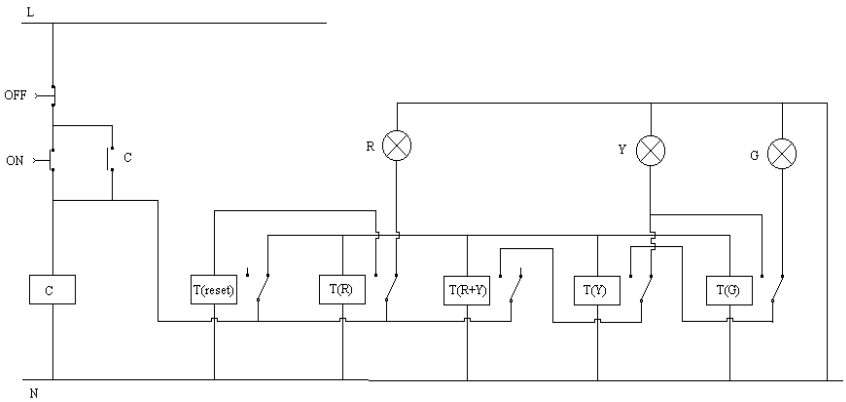 L
OFF
R
Y
G
ON
C
C
T(reset)
T(R)
T(R+Y)
T(Y)
T(G)
N